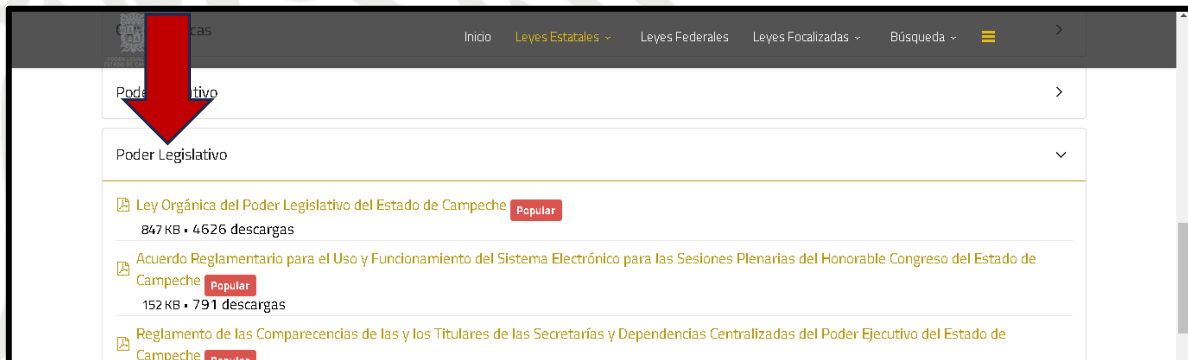 Inicio Leyes Estatales Leyes Federales Leyes Focalizadas Búsqueda
Poder Legislativo
Ley Orgánica del Poder Legislativo del Estado de Campeche Popular
847 KB • 4626 descargas
Acuerdo Reglamentario para el Uso y Funcionamiento del Sistema Electrónico para las Sesiones Plenarias del Honorable Congreso del Estado de
Campeche Popular
152 KB • 791 descargas
Reglamento de las Comparecencias de las y los Titulares de las Secretarías y Dependencias Centralizadas del Poder Ejecutivo del Estado de
Campeche Popular